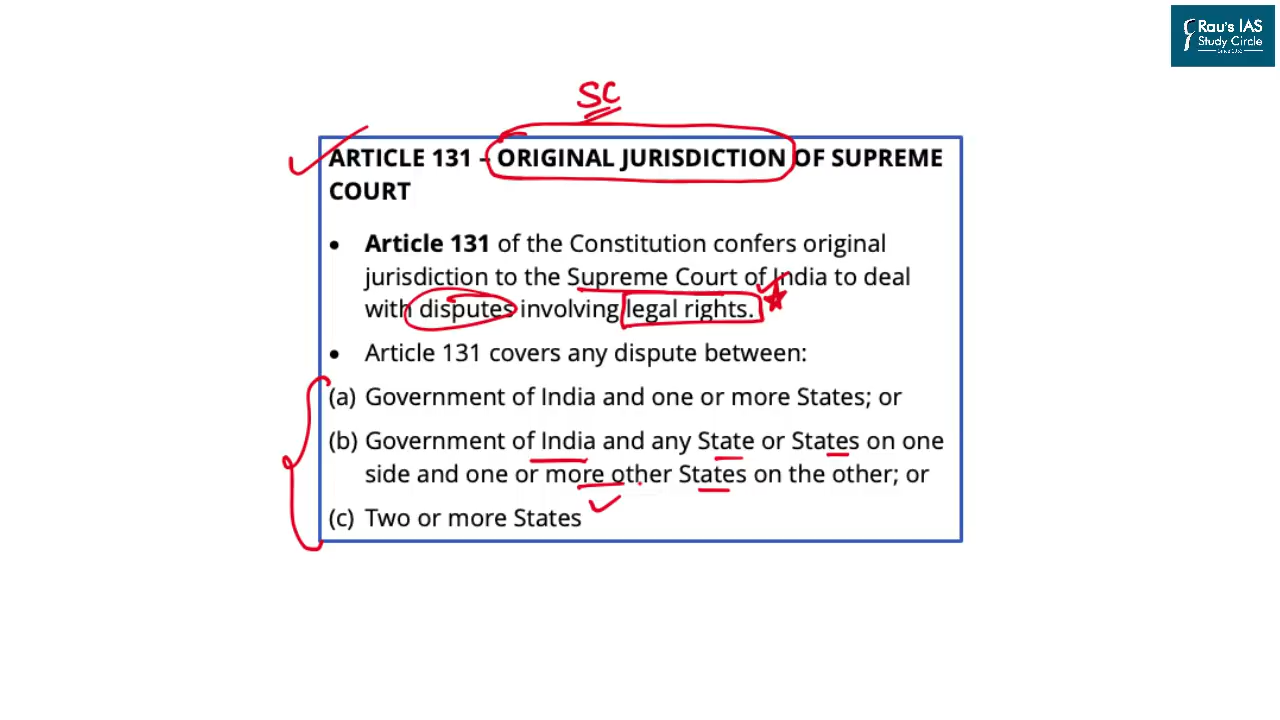 Rau's IAS
Study Circle
SC
ARTICLE 131 – ORIGINAL JURISDICTION OF SUPREME
COURT
• Article 131 of the Constitution confers original
jurisdiction to the Supreme Court of India to deal
with disputes involving legal rights.
• Article 131 covers any dispute between:
(a) Government of India and one or more States; or
(b) Government of India and any State or States on one
side and one or more other States on the other; or
(c) Two or more States